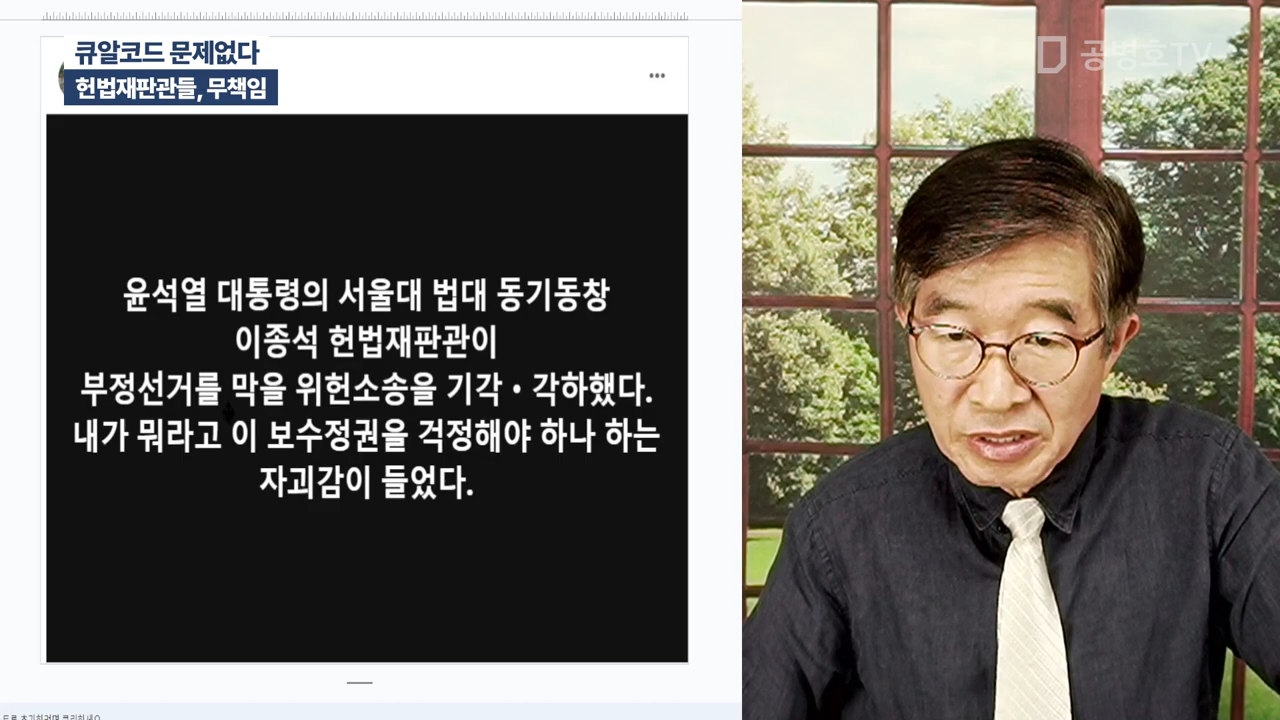 큐알코드 문제없다
헌법재판관들, 무책임
공병호TV
윤석열 대통령의 서울대 법대 동기동창
이종석 헌법재판관이
부정선거를 막을 위헌소송을 기각·각하했다.
내가 뭐라고 이 보수정권을 걱정해야 하나 하는
자괴감이 들었다.